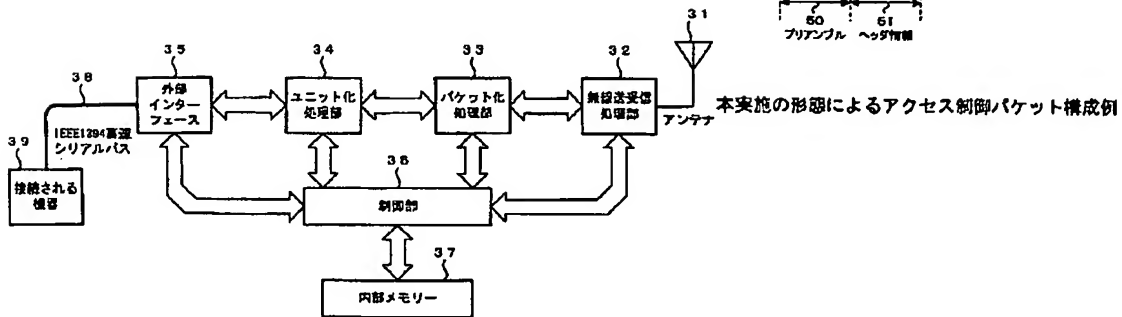 50
51
プリアンブル
ヘッダ情報
31
35
34
33
32
38
外部
インター
フェース
ユニット化
処理部
パケット化
処理部
無線送受信
処理部
アンテナ
本実施の形態によるアクセス制御パケット構成例
IEEE1394高速
シリアルバス
39
接続される
機器
36
制御部
37
内部メモリー